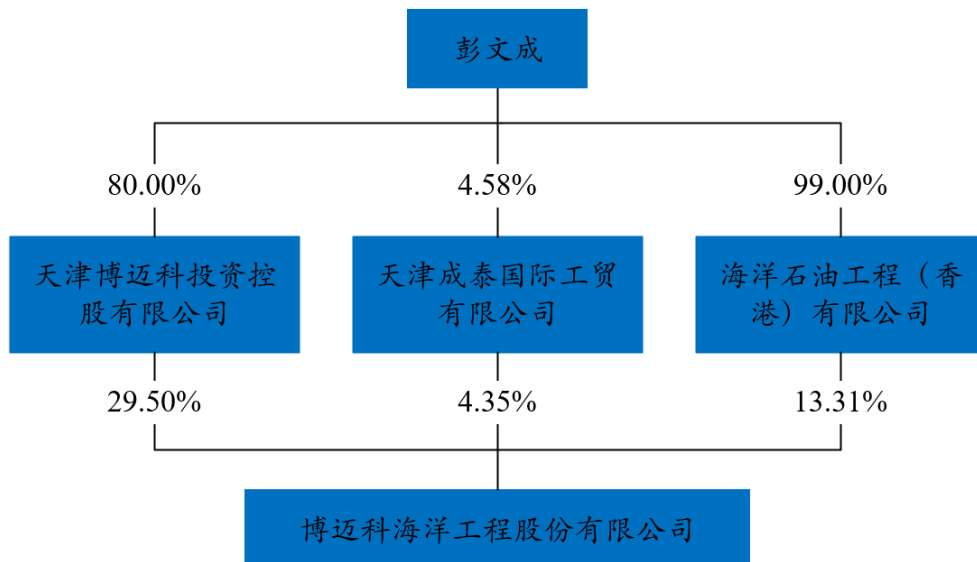 彭文成
80.00%
4.58%
99.00%
天津博迈科投资控
股有限公司
天津成泰国际工贸
有限公司
海洋石油工程（香
港）有限公司
29.50%
4.35%
13.31%
博迈科海洋工程股份有限公司